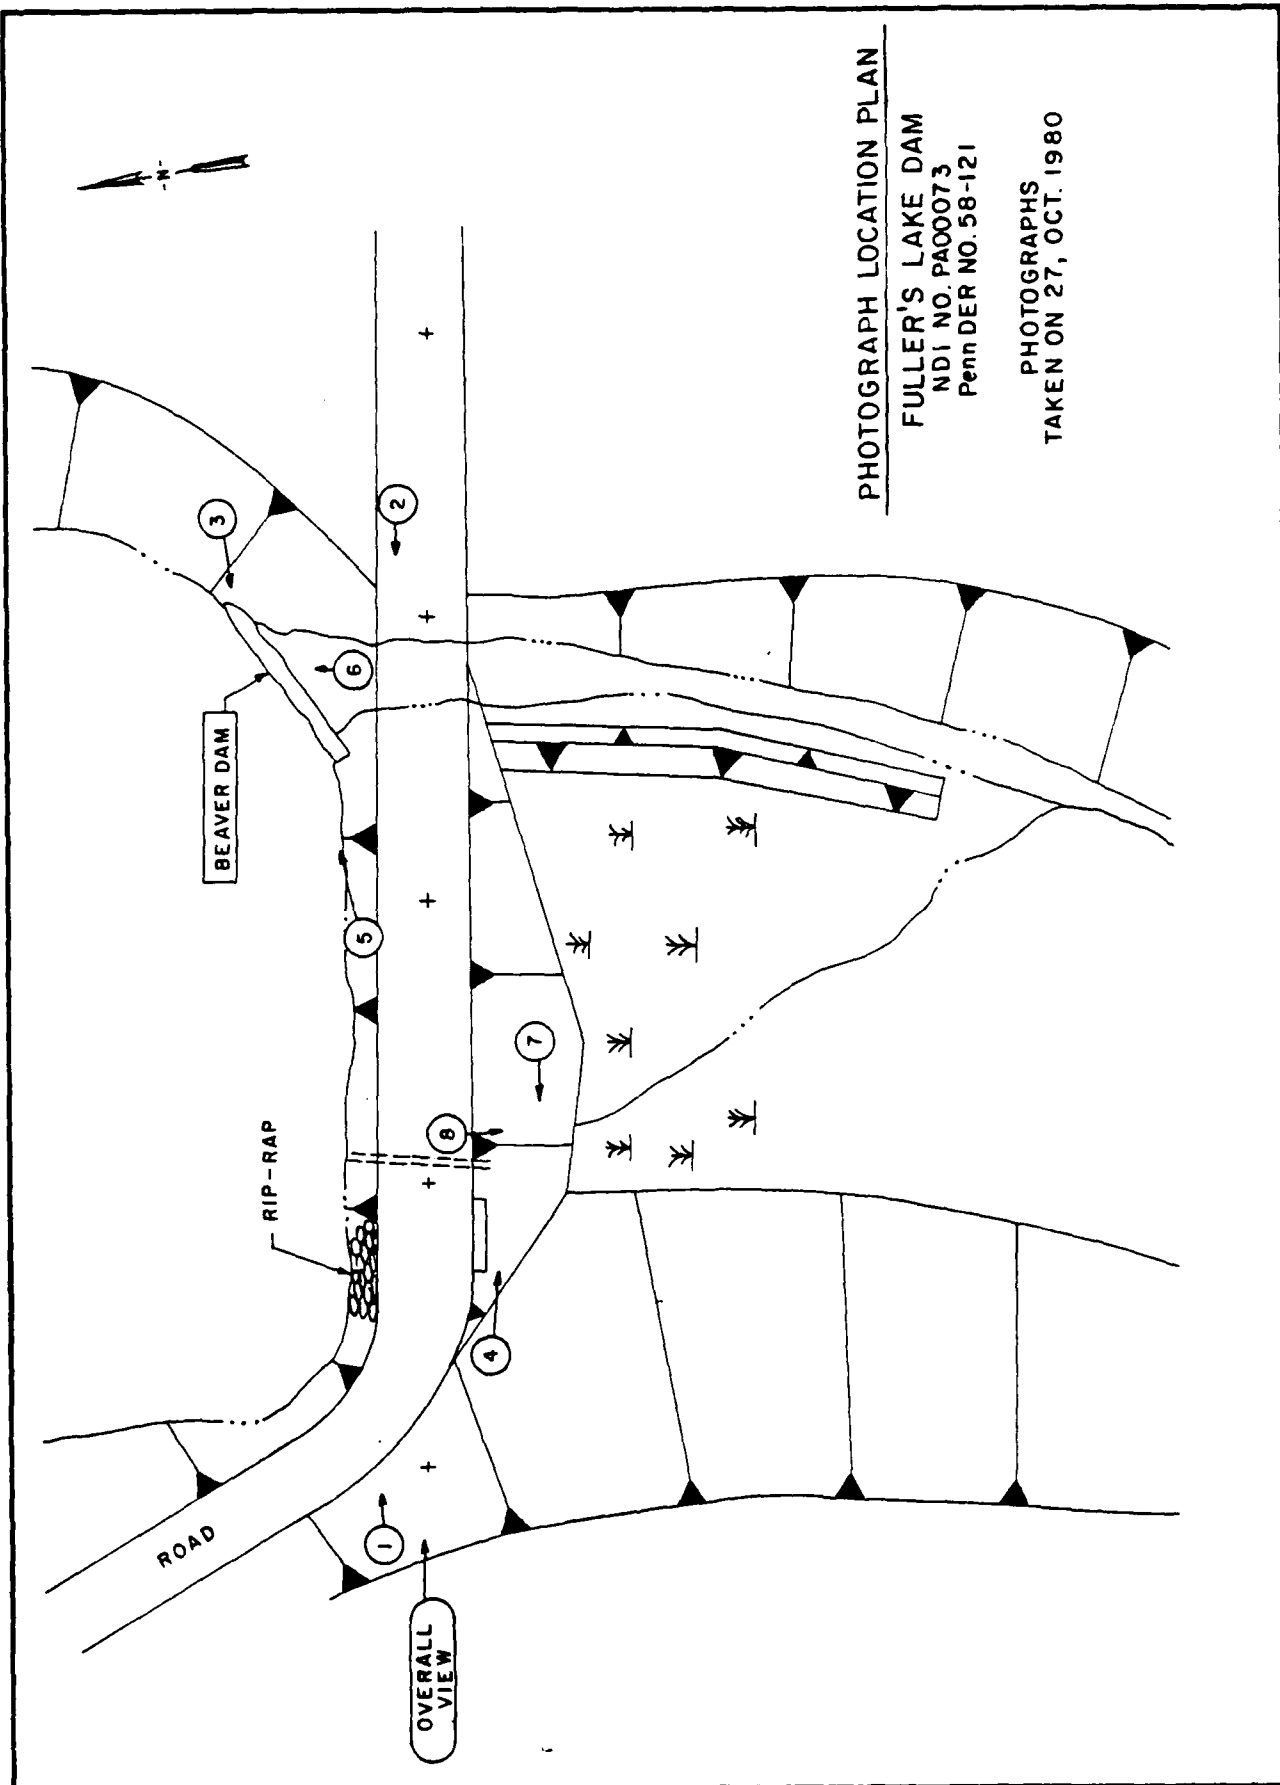 PHOTOGRAPH LOCATION PLAN
FULLER'S LAKE DAM
NDI NO. PA00073
Penn DER NO. 58-121
PHOTOGRAPHS
TAKEN ON 27, OCT. 1980
-N-
BEAVER DAM
RIP-RAP
ROAD
OVERALL
VIEW
1
2
3
4
5
6
7
8